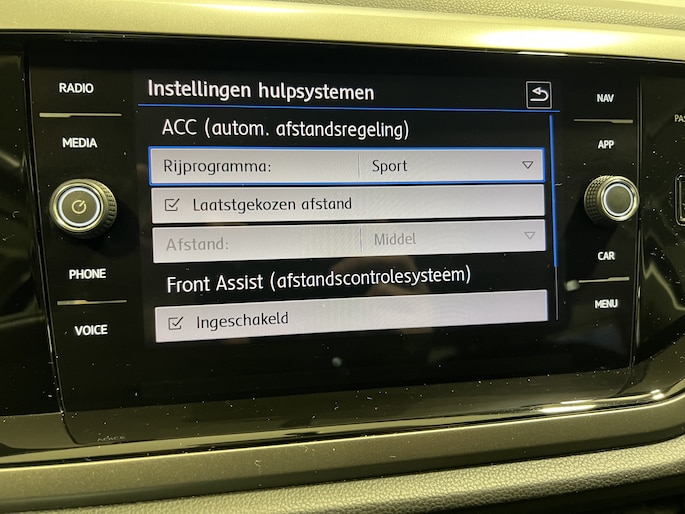 RADIO
MEDIA
PHONE
VOICE
Instellingen hulpsystemen
ACC (autom. afstandsregeling)
Rijprogramma: Sport
Laatstgekozen afstand
Afstand: Middel
Front Assist (afstandscontrolesysteem)
Ingeschakeld
NAV
APP
CAR
MENU